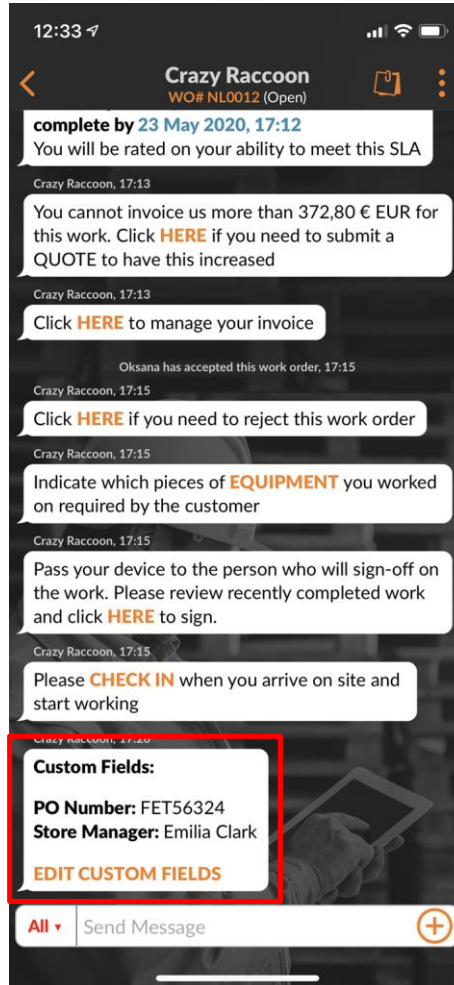 12:33
Crazy Raccoon
WO# NL0012 (Open)
complete by 23 May 2020, 17:12
You will be rated on your ability to meet this SLA
Crazy Raccoon, 17:13
You cannot invoice us more than 372,80 € EUR for
this work. Click HERE if you need to submit a
QUOTE to have this increased
Crazy Raccoon, 17:13
Click HERE to manage your invoice
Oksana has accepted this work order, 17:15
Crazy Raccoon, 17:15
Click HERE if you need to reject this work order
Crazy Raccoon, 17:15
Indicate which pieces of EQUIPMENT you worked
on required by the customer
Crazy Raccoon, 17:15
Pass your device to the person who will sign-off on
the work. Please review recently completed work
and click HERE to sign.
Crazy Raccoon, 17:15
Please CHECK IN when you arrive on site and
start working
Crazy Raccoon, 17:20
Custom Fields:
PO Number: FET56324
Store Manager: Emilia Clark
EDIT CUSTOM FIELDS
All
Send Message